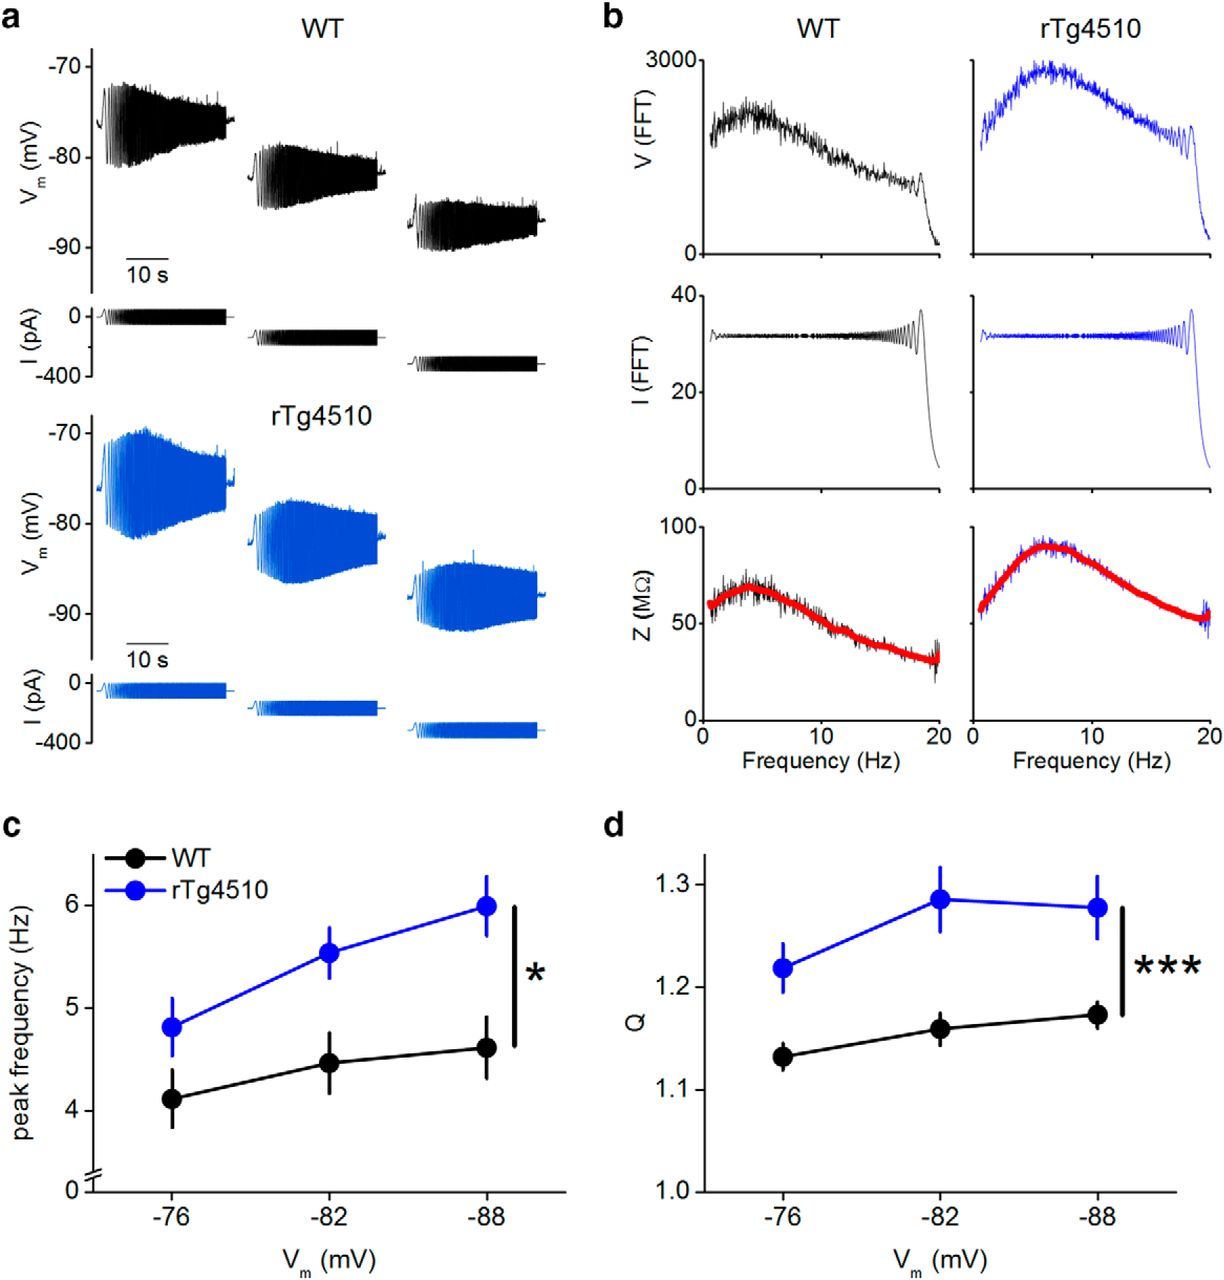 a
WT
-70
-80
-90
Vm (mV)
10 s
0
-400
I (pA)
rTg4510
-70
-80
-90
Vm (mV)
10 s
0
-400
I (pA)
b
WT
rTg4510
3000
0
V (FFT)
40
20
0
I (FFT)
100
50
0
Z (MΩ)
0 10 20
0 10 20
Frequency (Hz)
Frequency (Hz)
c
WT
rTg4510
6
5
4
0
peak frequency (Hz)
*
-76 -82 -88
Vm (mV)
d
1.3
1.2
1.1
1.0
Q
***
-76 -82 -88
Vm (mV)